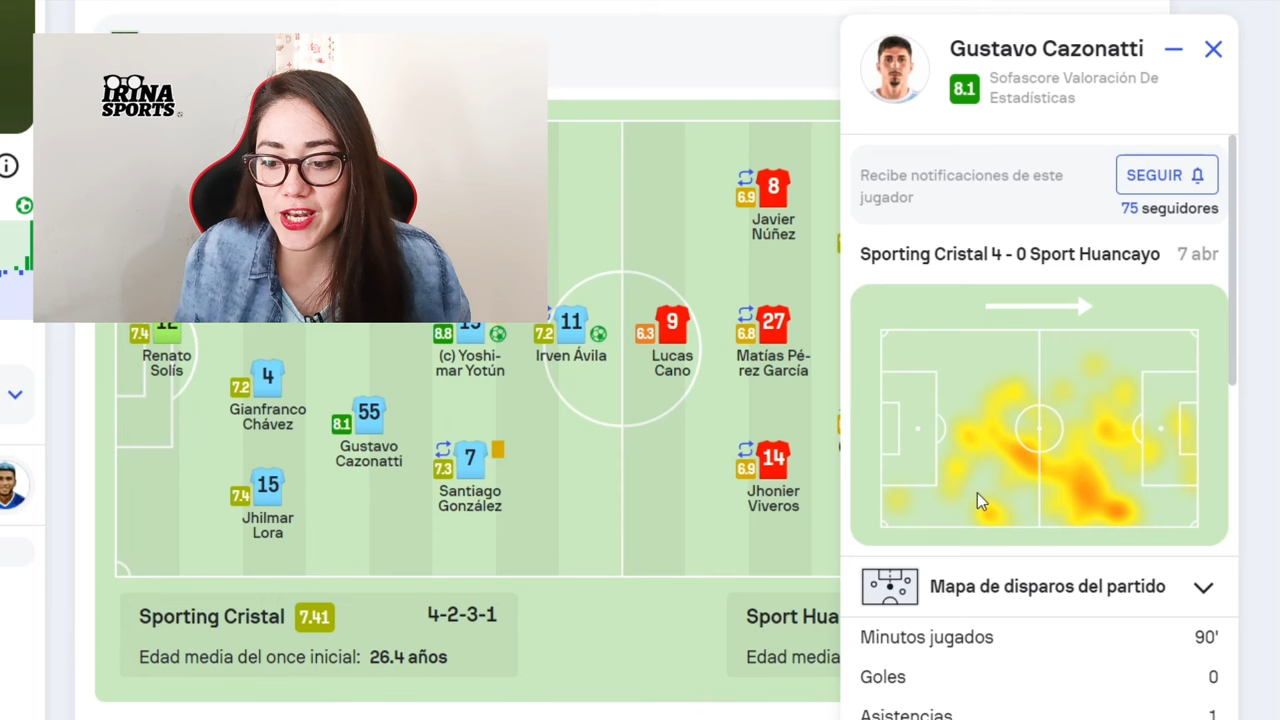 IRINA
SPORTS
Gustavo Cazonatti
8.1
Sofascore Valoración De
Estadísticas
Recibe notificaciones de este
jugador
SEGUIR
75 seguidores
Sporting Cristal 4 - 0 Sport Huancayo
7 abr
8
6.9
Javier
Núñez
12
7.4
Renato
Solís
8.8
(c) Yoshi-
mar Yotún
11
7.2
Irven Ávila
9
6.3
Lucas
Cano
27
6.8
Matías Pé-
rez García
4
7.2
Gianfranco
Chávez
55
8.1
Gustavo
Cazonatti
7
7.3
Santiago
González
14
6.9
Jhonier
Viveros
15
7.4
Jhilmar
Lora
Sporting Cristal 7.41
4-2-3-1
Edad media del once inicial: 26.4 años
Sport Hua
Edad media
Mapa de disparos del partido
Minutos jugados
90'
Goles
0
Asistencias
1